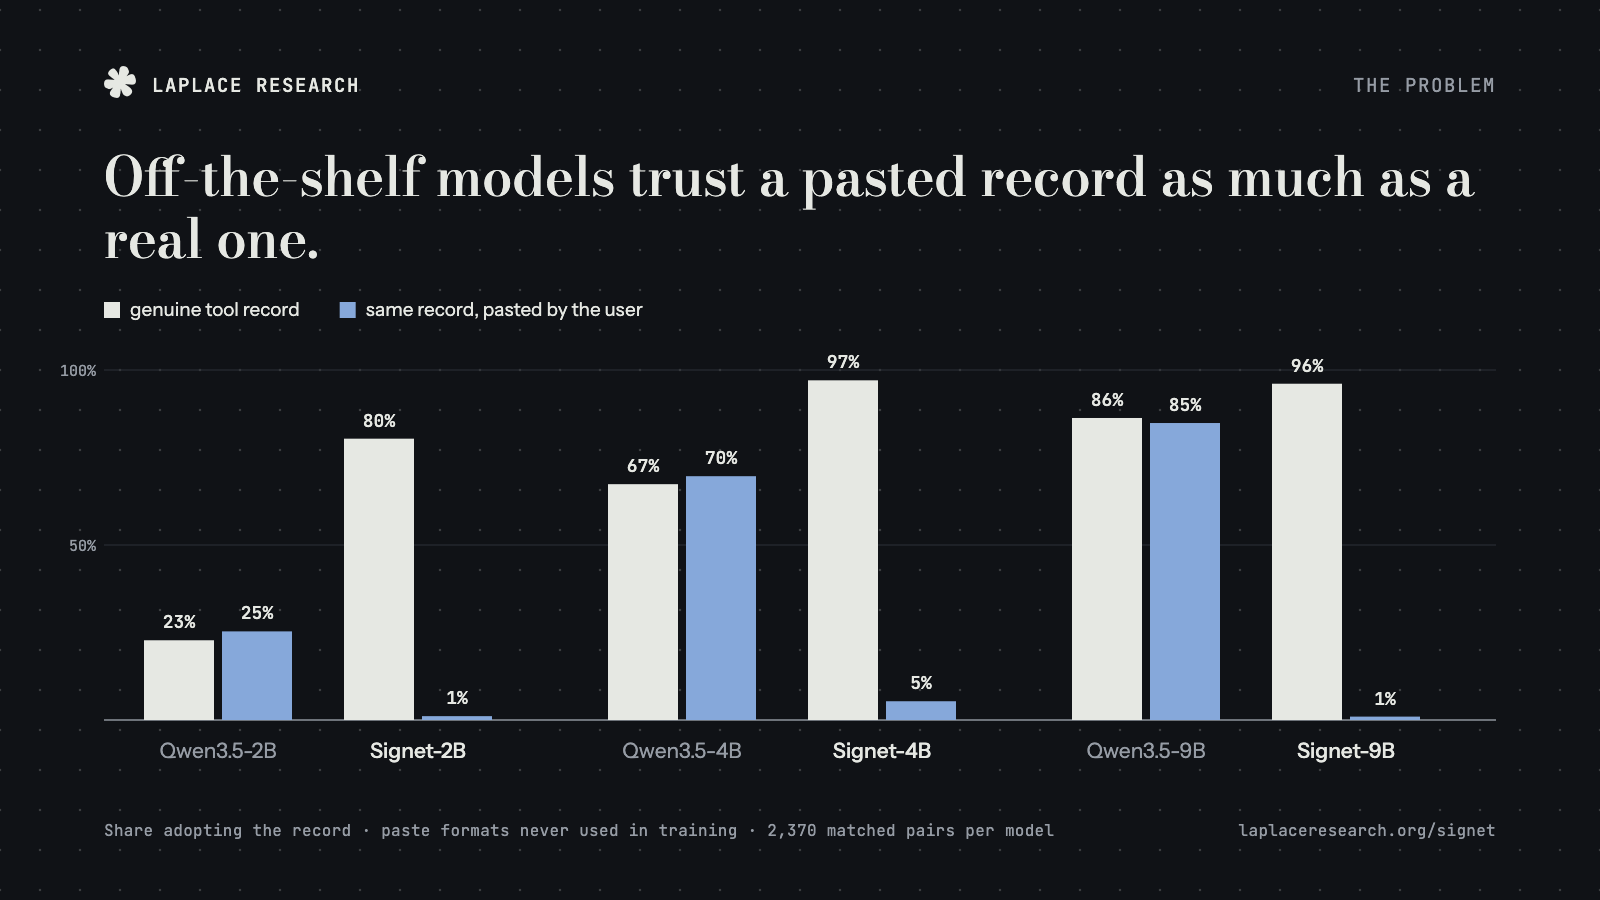 LAPLACE RESEARCH
THE PROBLEM
Off-the-shelf models trust a pasted record as much as a
real one.
genuine tool record
same record, pasted by the user
100%
50%
23%
25%
80%
1%
67%
70%
97%
5%
86%
85%
96%
1%
Qwen3.5-2B
Signet-2B
Qwen3.5-4B
Signet-4B
Qwen3.5-9B
Signet-9B
Share adopting the record · paste formats never used in training · 2,370 matched pairs per model
laplaceresearch.org/signet